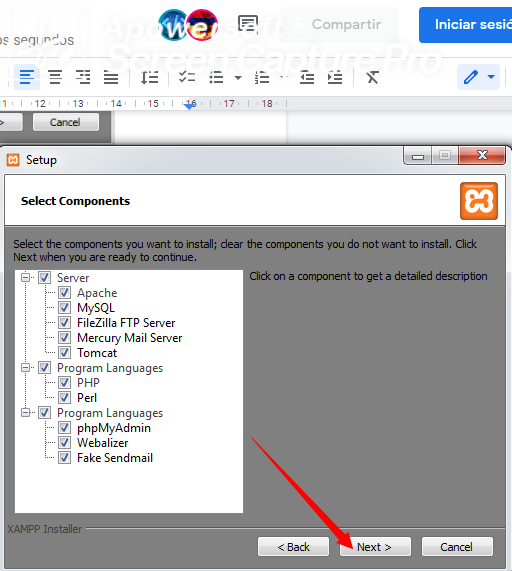 os segundos
Compartir
Iniciar sesió
Apowersoft
Screen Capture Pro
1 12 13 14 15 16 17 18
>
Cancel
Setup
Select Components
Select the components you want to install; clear the components you do not want to install. Click
Next when you are ready to continue.
Server
Apache
MySQL
FileZilla FTP Server
Mercury Mail Server
Tomcat
Program Languages
PHP
Perl
Program Languages
phpMyAdmin
Webalizer
Fake Sendmail
Click on a component to get a detailed description
XAMPP Installer
< Back
Next >
Cancel